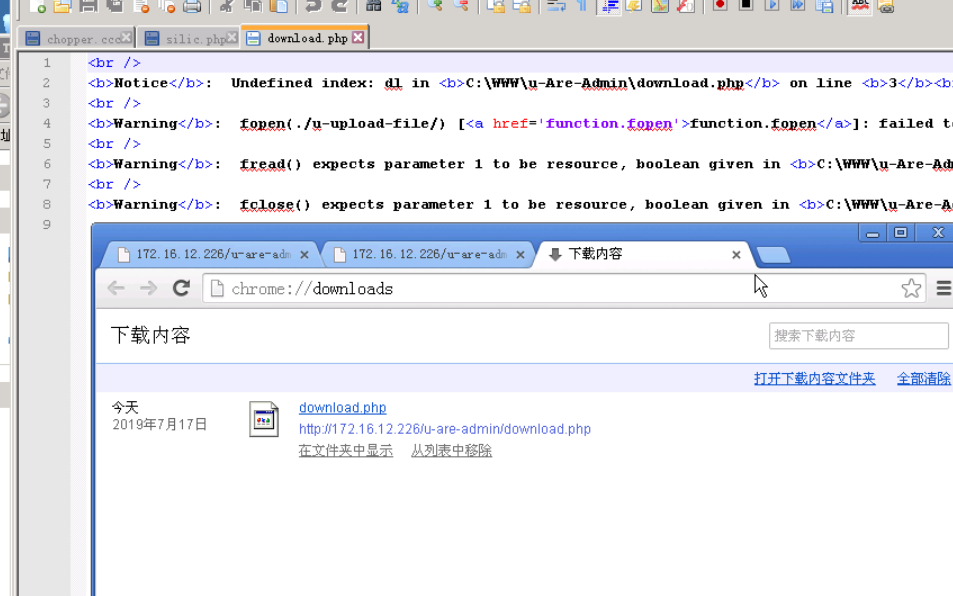 chopper.ccc silic.php download.php
1 <br />
2 <b>Notice</b>: Undefined index: dl in <b>C:\WWW\u-Are-Admin\download.php</b> on line <b>3</b><b
3 <br />
4 <b>Warning</b>: fopen(./u-upload-file/) [<a href='function.fopen'>function.fopen</a>]: failed to
5 <br />
6 <b>Warning</b>: fread() expects parameter 1 to be resource, boolean given in <b>C:\WWW\u-Are-Adm
7 <br />
8 <b>Warning</b>: fclose() expects parameter 1 to be resource, boolean given in <b>C:\WWW\u-Are-A
9
172.16.12.226/u-are-adm 172.16.12.226/u-are-adm 下载内容
chrome://downloads
下载内容 搜索下载内容
打开下载内容文件夹 全部清除
今天 download.php
2019年7月17日 http://172.16.12.226/u-are-admin/download.php
在文件夹中显示 从列表中移除